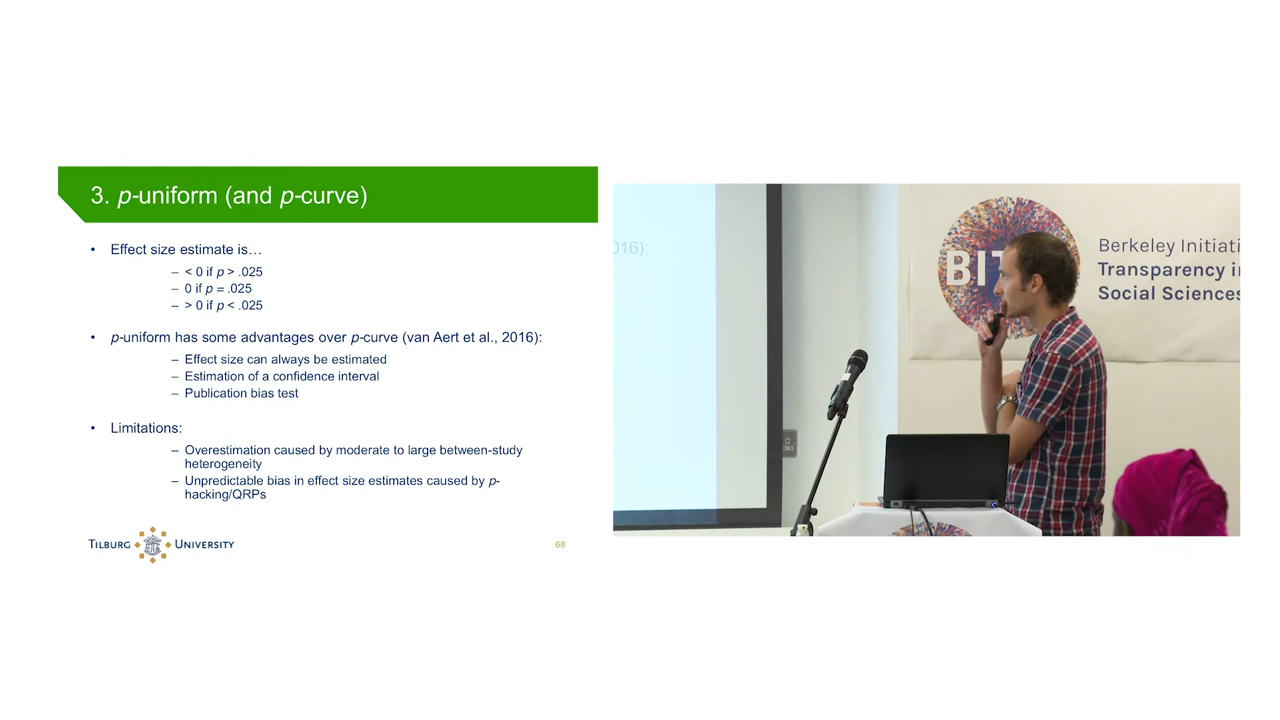 3. p-uniform (and p-curve)
• Effect size estimate is…
– < 0 if p > .025
– 0 if p = .025
– > 0 if p < .025
• p-uniform has some advantages over p-curve (van Aert et al., 2016):
– Effect size can always be estimated
– Estimation of a confidence interval
– Publication bias test
• Limitations:
– Overestimation caused by moderate to large between-study
heterogeneity
– Unpredictable bias in effect size estimates caused by p-
hacking/QRPs
TILBURG UNIVERSITY
68
016):
BIT
Berkeley Initiati
Transparency in
Social Sciences